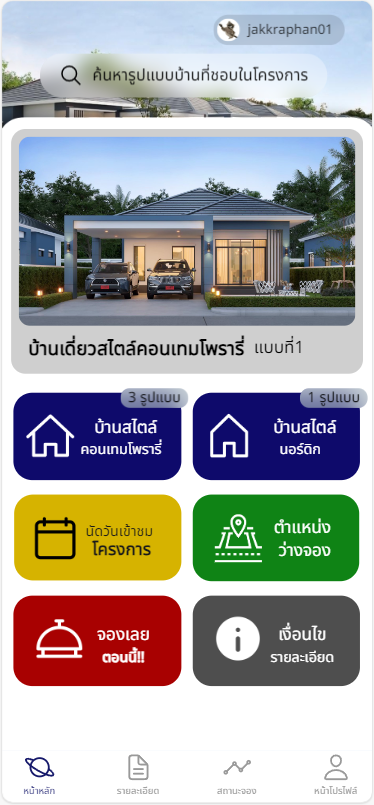 jakkraphan01
ค้นหารูปแบบบ้านที่ชอบในโครงการ
บ้านเดี่ยวสไตล์คอนเทมโพรารี่ แบบที่1
3 รูปแบบ
1 รูปแบบ
บ้านสไตล์
คอนเทมโพรารี่
บ้านสไตล์
นอร์ดิก
นัดวันเข้าชม
โครงการ
ตำแหน่ง
ว่างจอง
จองเลย
ตอนนี้!!
เงื่อนไข
รายละเอียด
หน้าหลัก
รายละเอียด
สถานะจอง
หน้าโปรไฟล์